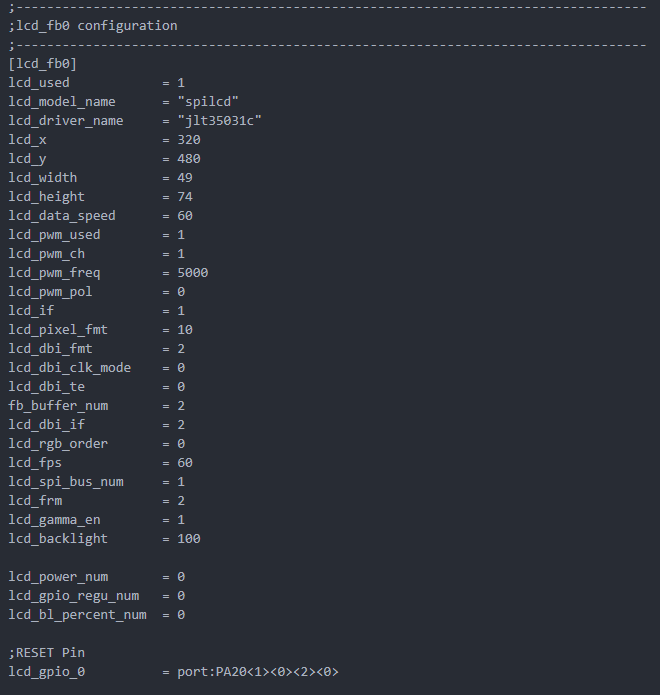 ;---------------------------------------------------------------------------------
;lcd_fb0 configuration
;---------------------------------------------------------------------------------
[lcd_fb0]
lcd_used            = 1
lcd_model_name      = "spilcd"
lcd_driver_name     = "jlt35031c"
lcd_x               = 320
lcd_y               = 480
lcd_width           = 49
lcd_height          = 74
lcd_data_speed      = 60
lcd_pwm_used        = 1
lcd_pwm_ch          = 1
lcd_pwm_freq        = 5000
lcd_pwm_pol         = 0
lcd_if              = 1
lcd_pixel_fmt       = 10
lcd_dbi_fmt         = 2
lcd_dbi_clk_mode    = 0
lcd_dbi_te          = 0
fb_buffer_num       = 2
lcd_dbi_if          = 2
lcd_rgb_order       = 0
lcd_fps             = 60
lcd_spi_bus_num     = 1
lcd_frm             = 2
lcd_gamma_en        = 1
lcd_backlight       = 100

lcd_power_num       = 0
lcd_gpio_regu_num   = 0
lcd_bl_percent_num  = 0

;RESET Pin
lcd_gpio_0          = port:PA20<1><0><2><0>